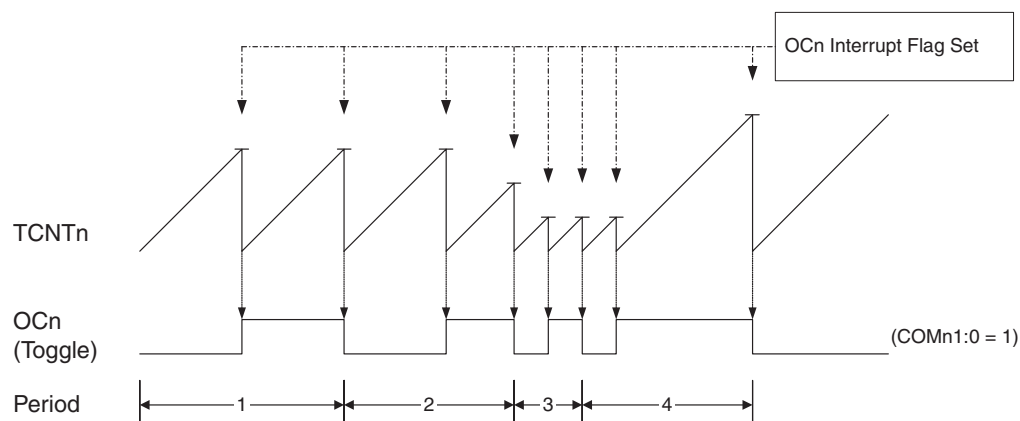 OCn Interrupt Flag Set
TCNTn
OCn
(Toggle)
(COMn1:0 = 1)
Period
1
2
3
4